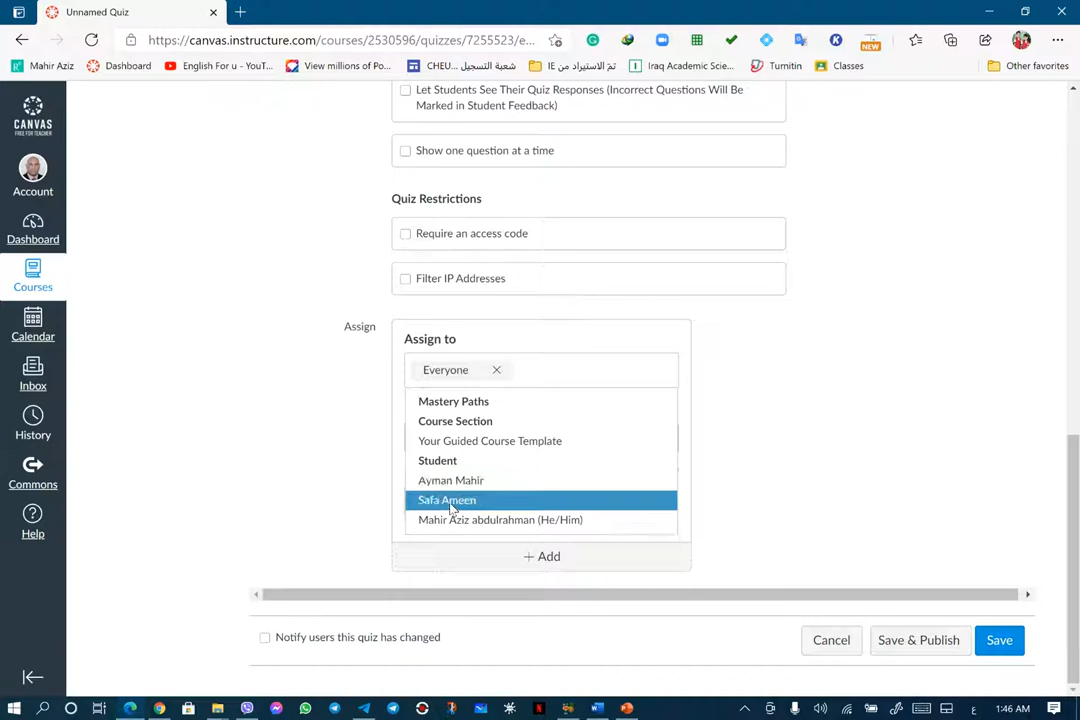 Unnamed Quiz
https://canvas.instructure.com/courses/2530596/quizzes/7255523/e...
NEW
Mahir Aziz
Dashboard
English For u - YouT...
View millions of Po...
CHEU شعبة التسجيل...
تم الاستيراد من IE
Iraq Academic Scie...
Turnitin
Classes
Other favorites
CANVAS
FREE FOR TEACHER
Account
Dashboard
Courses
Calendar
Inbox
History
Commons
Help
Let Students See Their Quiz Responses (Incorrect Questions Will Be
Marked in Student Feedback)
Show one question at a time
Quiz Restrictions
Require an access code
Filter IP Addresses
Assign
Assign to
Everyone
Mastery Paths
Course Section
Your Guided Course Template
Student
Ayman Mahir
Safa Ameen
Mahir Aziz abdulrahman (He/Him)
+ Add
Notify users this quiz has changed
Cancel
Save & Publish
Save
ع
1:46 AM